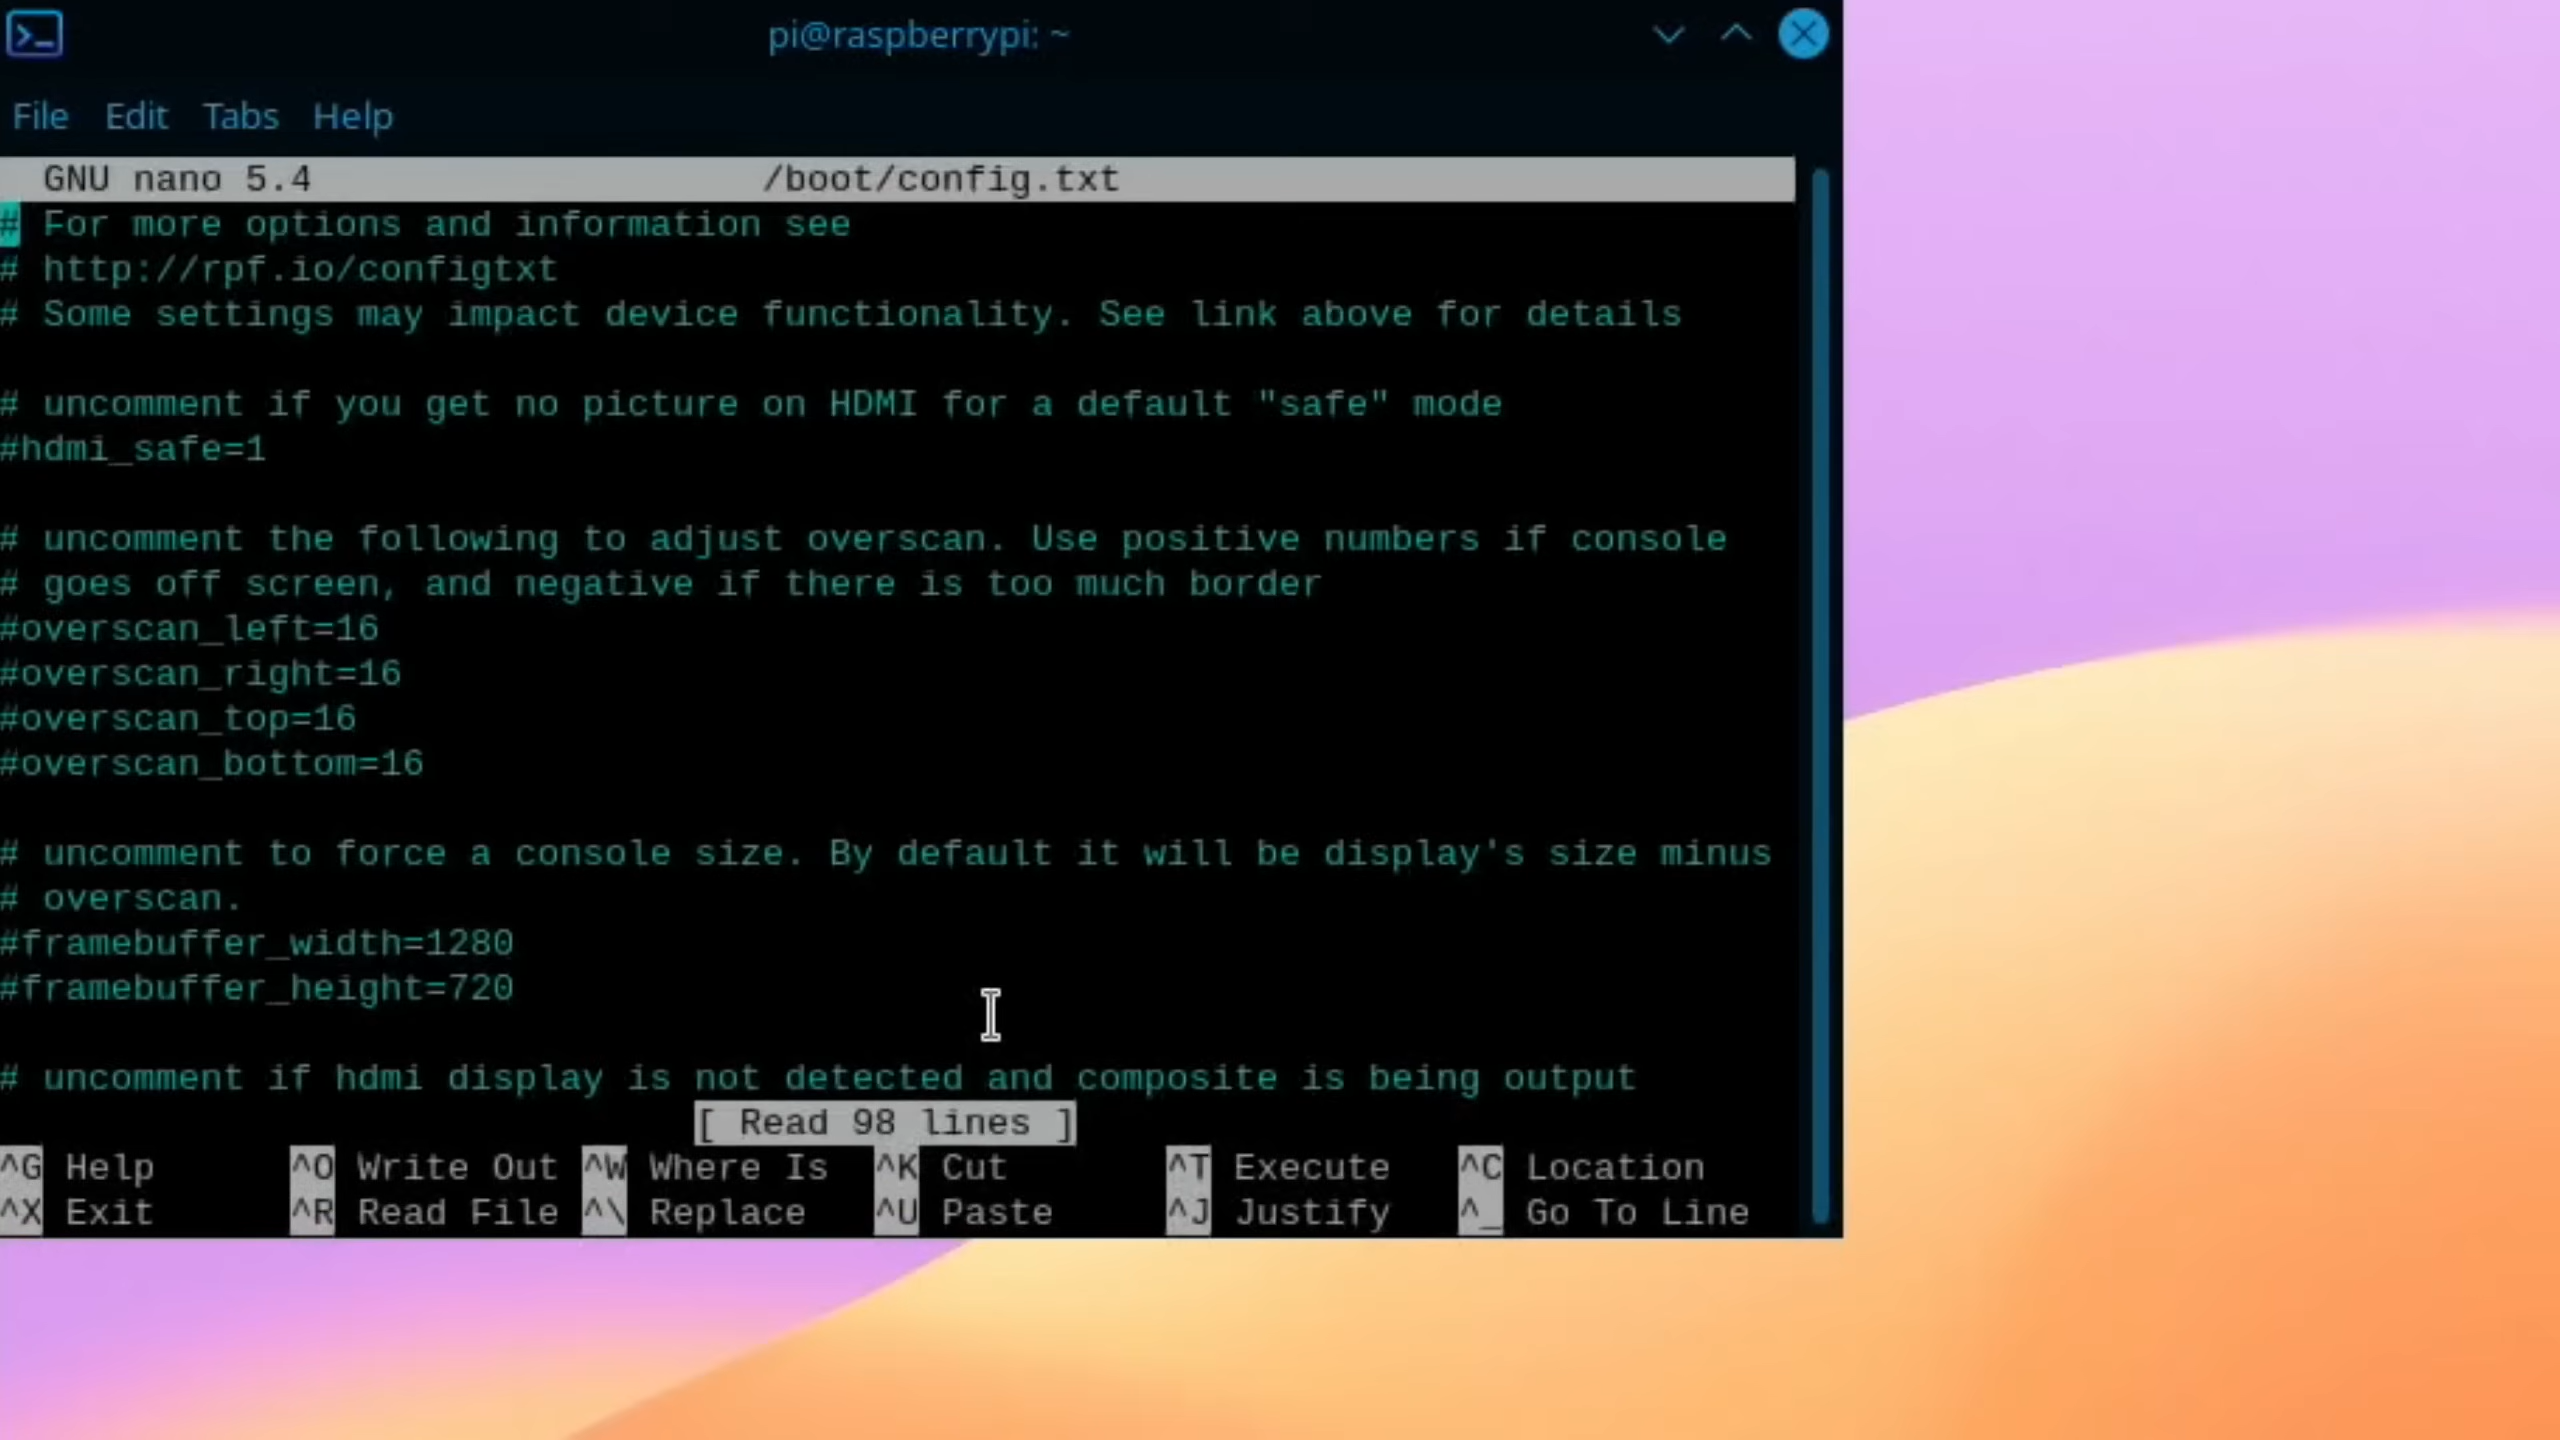 pi@raspberrypi: ~
File Edit Tabs Help
GNU nano 5.4 /boot/config.txt
# For more options and information see
# http://rpf.io/configtxt
# Some settings may impact device functionality. See link above for details
# uncomment if you get no picture on HDMI for a default "safe" mode
#hdmi_safe=1
# uncomment the following to adjust overscan. Use positive numbers if console
# goes off screen, and negative if there is too much border
#overscan_left=16
#overscan_right=16
#overscan_top=16
#overscan_bottom=16
# uncomment to force a console size. By default it will be display's size minus
# overscan.
#framebuffer_width=1280
#framebuffer_height=720
# uncomment if hdmi display is not detected and composite is being output
[ Read 98 lines ]
^G Help ^O Write Out ^W Where Is ^K Cut ^T Execute ^C Location
^X Exit ^R Read File ^\ Replace ^U Paste ^J Justify ^_ Go To Line